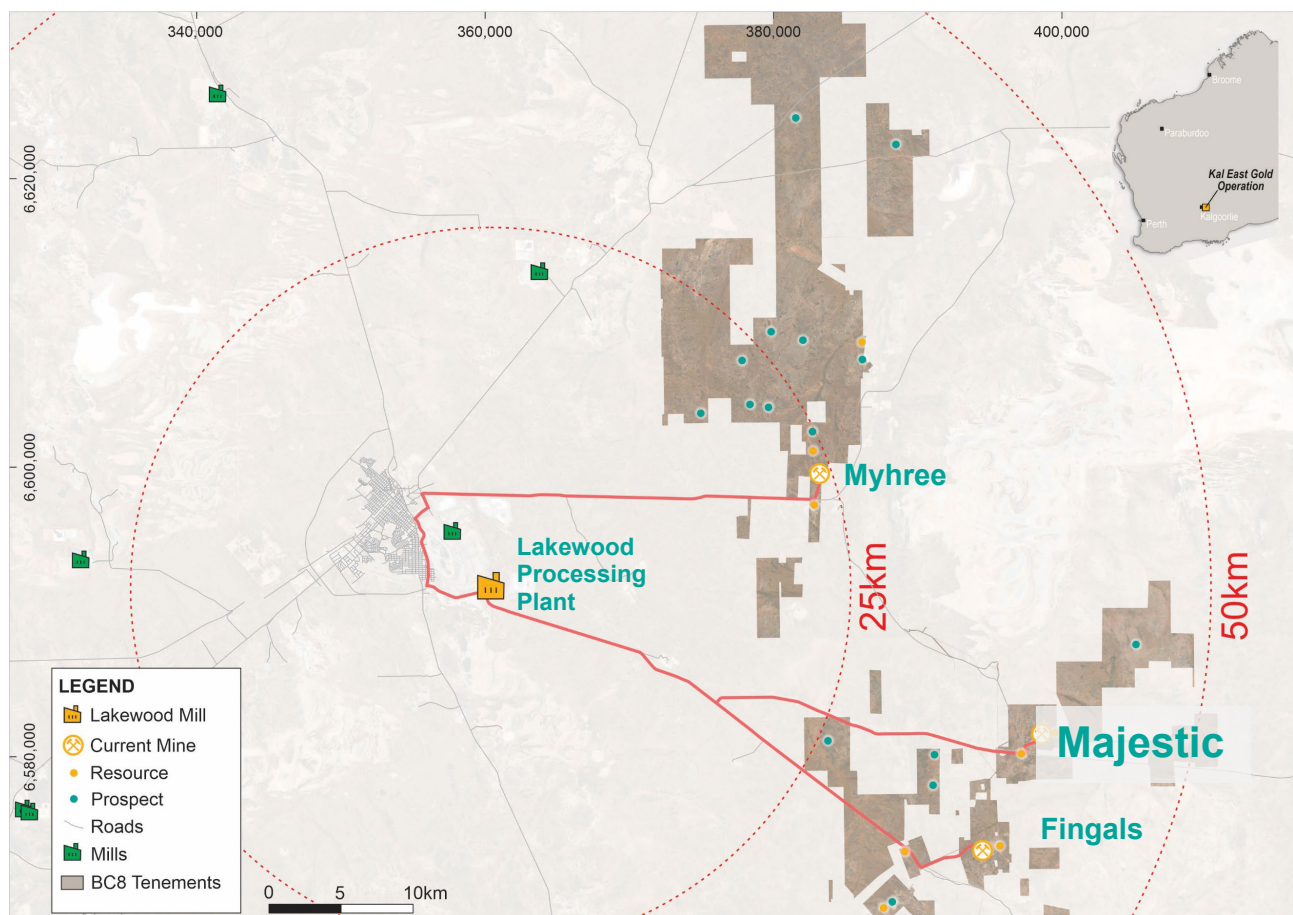 340,000
360,000
380,000
400,000
6,620,000
6,600,000
6,580,000
Broome
Paraburdoo
Kal East Gold
Operation
Kalgoorlie
Perth
Myhree
Lakewood
Processing
Plant
25km
50km
Majestic
Fingals
LEGEND
Lakewood Mill
Current Mine
Resource
Prospect
Roads
Mills
BC8 Tenements
0
5
10km